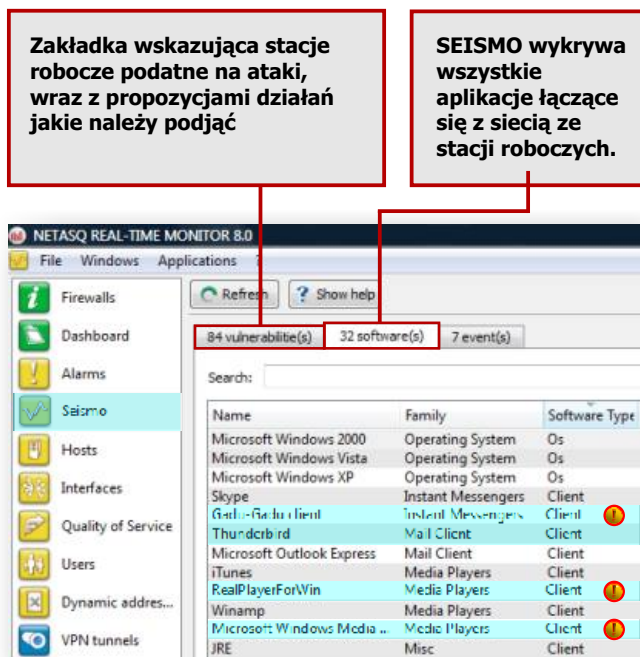 Zakładka wskazująca stacje
robocze podatne na ataki,
wraz z propozycjami działań
jakie należy podjąć
SEISMO wykrywa
wszystkie
aplikacje łączące
się z siecią ze
stacji roboczych.
NETASQ REAL-TIME MONITOR 8.0
File Windows Applications ?
Firewalls
Dashboard
Alarms
Seismo
Hosts
Interfaces
Quality of Service
Users
Dynamic addres...
VPN tunnels
Refresh ? Show help
84 vulnerabilitie(s) 32 software(s) 7 event(s)
Search:
Name Family Software Type
Microsoft Windows 2000 Operating System Os
Microsoft Windows Vista Operating System Os
Microsoft Windows XP Operating System Os
Skype Instant Messengers Client
Gadu-Gadu client Instant Messengers Client
Thunderbird Mail Client Client
Microsoft Outlook Express Mail Client Client
iTunes Media Players Client
RealPlayerForWin Media Players Client
Winamp Media Players Client
Microsoft Windows Media ... Media Players Client
JRE Misc Client